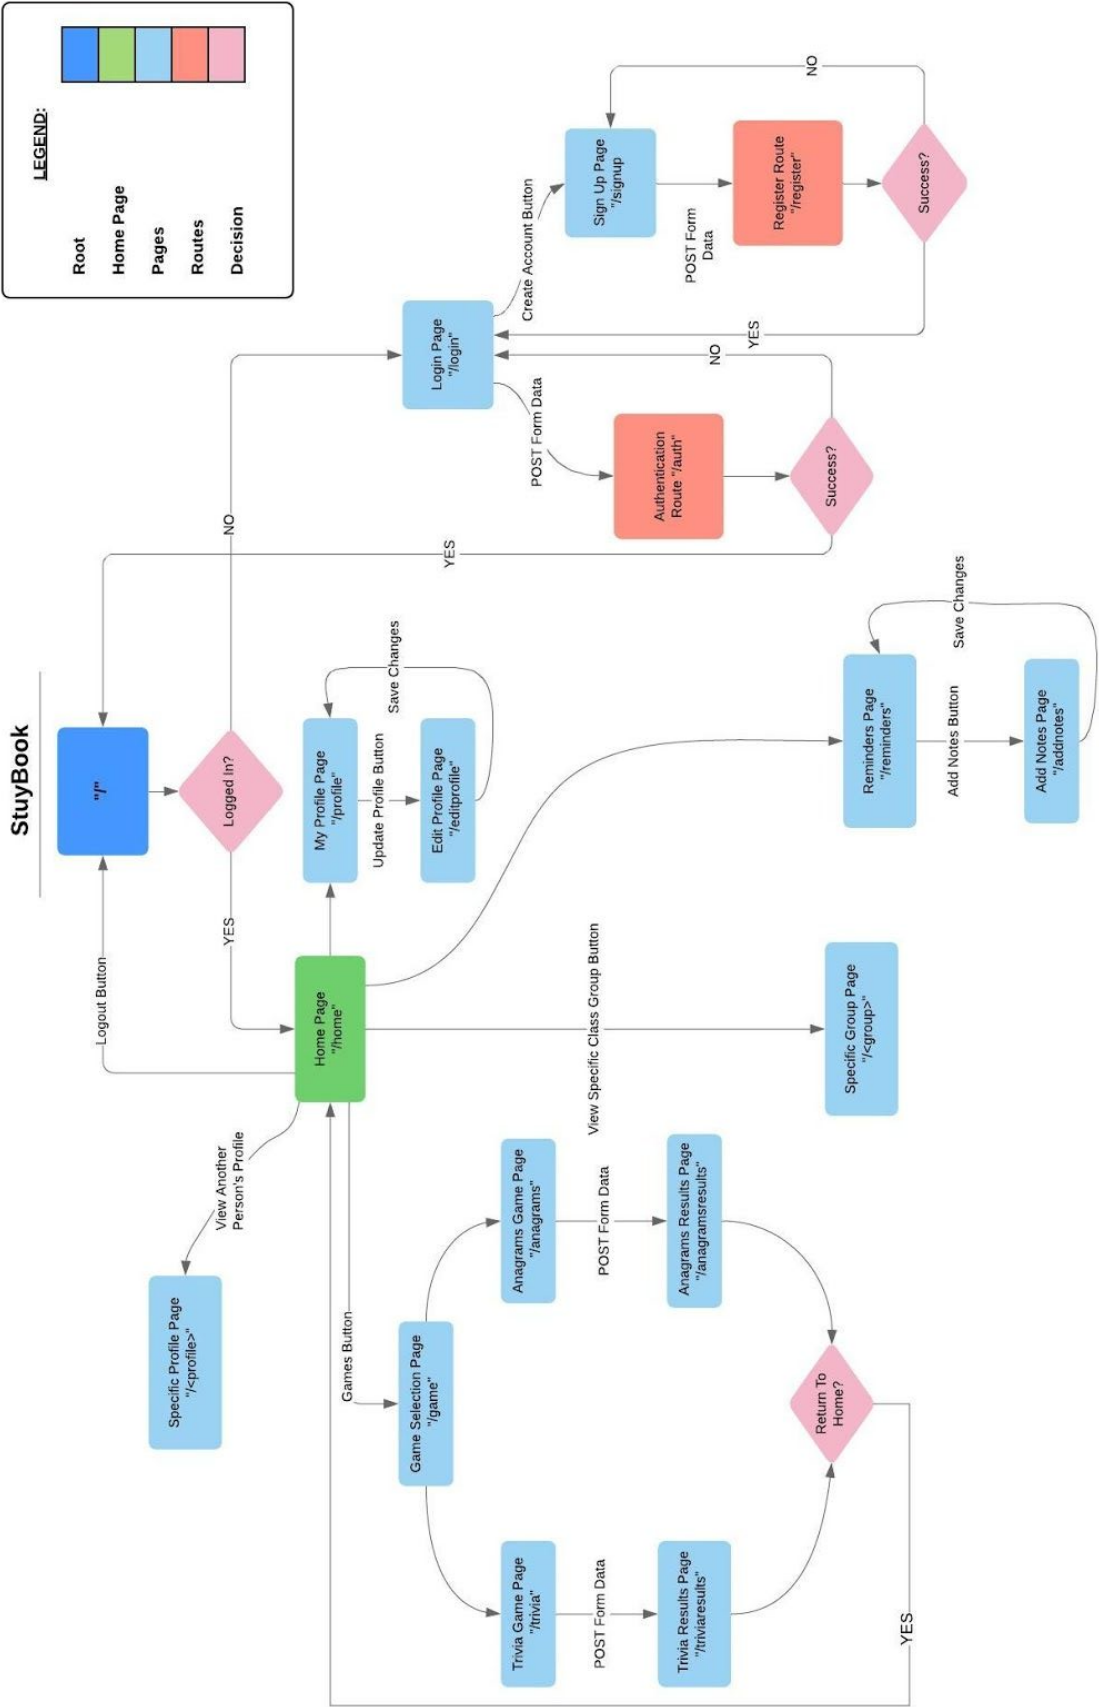 StuyBook
LEGEND:
Root
Home Page
Pages
Routes
Decision
"/"
Logged In?
Logout Button
YES
NO
YES
Login Page
"/login"
Create Account Button
Sign Up Page
"/signup
POST Form
Data
Register Route
"/register"
Success?
NO
YES
NO
POST Form Data
Authentication
Route "/auth"
Success?
Home Page
"/home"
My Profile Page
"/profile"
Update Profile Button
Edit Profile Page
"/editprofile"
Save Changes
View Another
Person's Profile
Specific Profile Page
"/<profile>"
Games Button
Game Selection Page
"/game"
Trivia Game Page
"/trivia"
POST Form Data
Trivia Results Page
"/triviaresults"
Anagrams Game Page
"/anagrams"
POST Form Data
Anagrams Results Page
"/anagramsresults"
Return To
Home?
YES
View Specific Class Group Button
Specific Group Page
"/<group>"
Reminders Page
"/reminders"
Add Notes Button
Add Notes Page
"/addnotes"
Save Changes